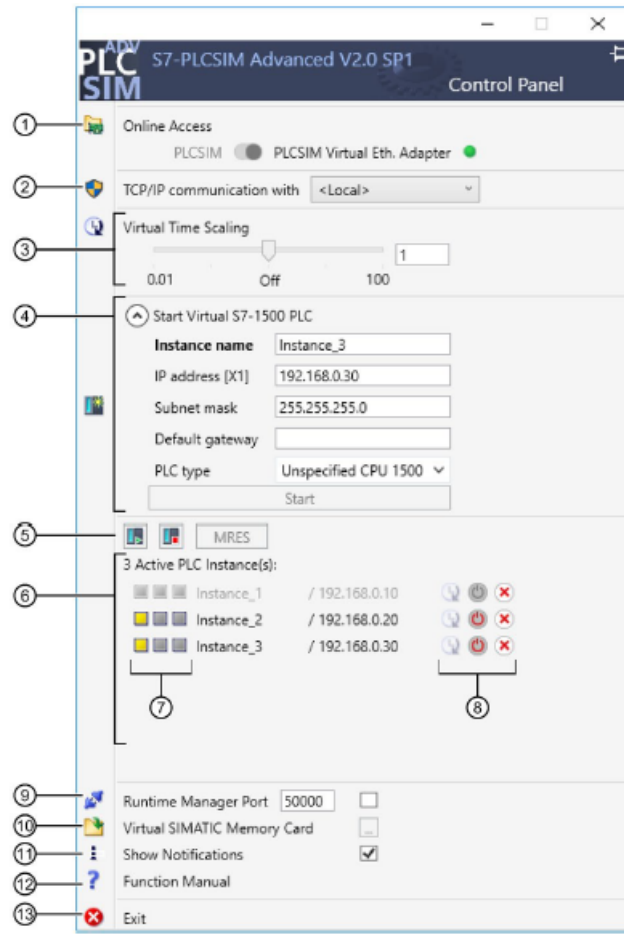 ADV
PLC
SIM
S7-PLCSIM Advanced V2.0 SP1
Control Panel
① Online Access
PLCSIM PLCSIM Virtual Eth. Adapter
② TCP/IP communication with <Local>
③ Virtual Time Scaling
1
0.01 Off 100
④ Start Virtual S7-1500 PLC
Instance name Instance_3
IP address [X1] 192.168.0.30
Subnet mask 255.255.255.0
Default gateway
PLC type Unspecified CPU 1500
Start
⑤ MRES
3 Active PLC Instance(s):
⑥ Instance_1 / 192.168.0.10
Instance_2 / 192.168.0.20
Instance_3 / 192.168.0.30
⑦ ⑧
⑨ Runtime Manager Port 50000
⑩ Virtual SIMATIC Memory Card ...
⑪ Show Notifications
⑫ ? Function Manual
⑬ Exit